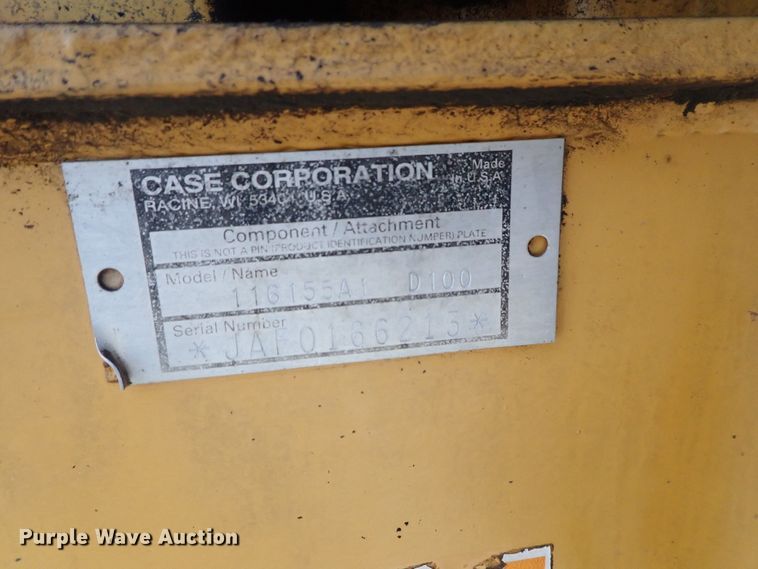 CASE CORPORATION
Made
in U.S.A.
RACINE, WI 53404 U.S.A.
Component / Attachment
THIS IS NOT A PIN (PRODUCT IDENTIFICATION NUMBER) PLATE
Model / Name
116155A1 D100
Serial Number
*JAF0166213*
Purple Wave Auction